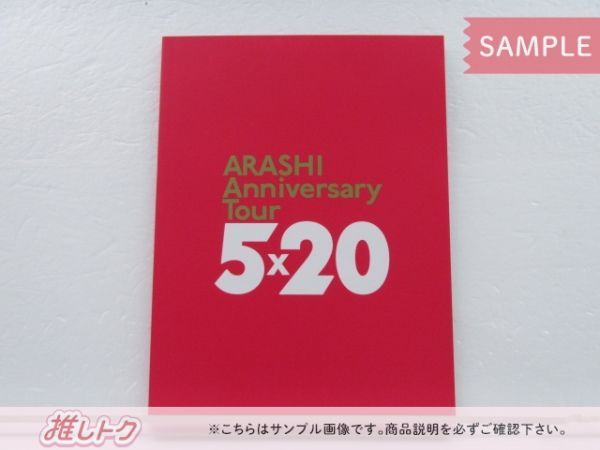 SAMPLE
ARASHI
Anniversary
Tour
5×20
推しトク
※こちらはサンプル画像です。商品説明を必ずご確認下さい。